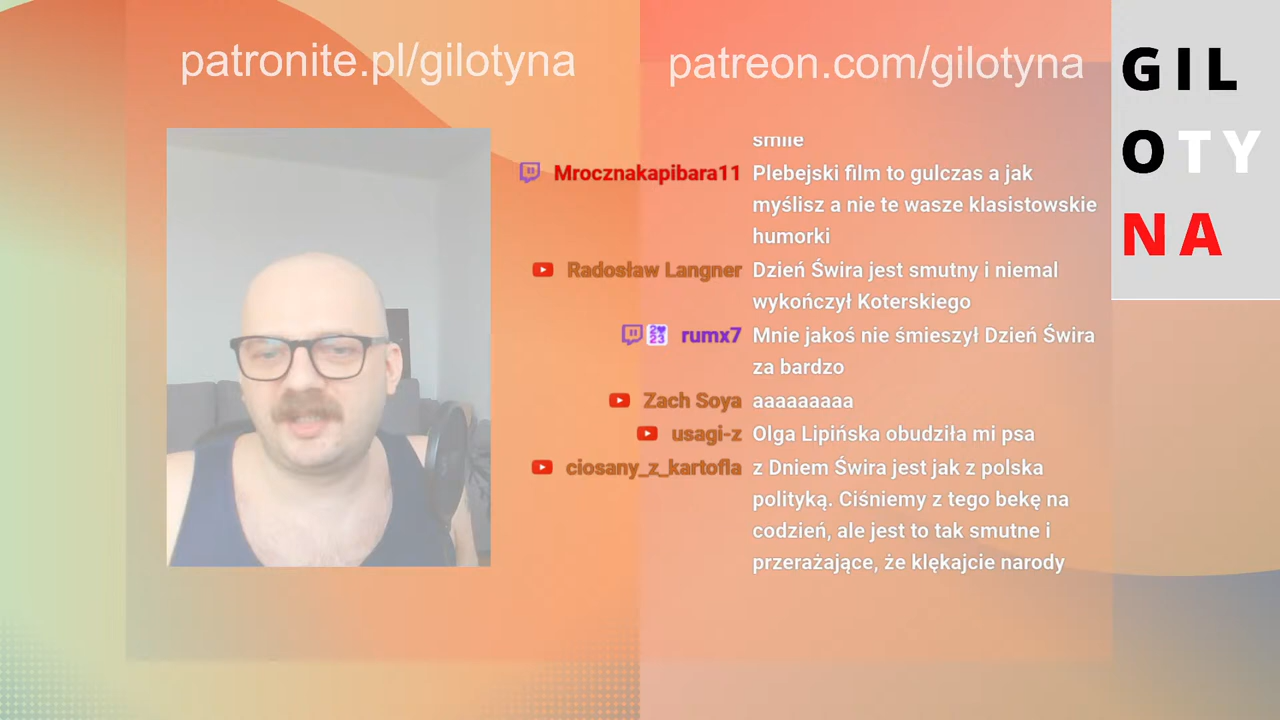 patronite.pl/gilotyna
patreon.com/gilotyna
GIL
OTY
NA
smile
Mrocznakapibara11 Plebejski film to gulczas a jak
myślisz a nie te wasze klasistowskie
humorki
Radosław Langner Dzień Świra jest smutny i niemal
wykończył Koterskiego
2 23 rumx7 Mnie jakoś nie śmieszył Dzień Świra
za bardzo
Zach Soya aaaaaaaaa
usagi-z Olga Lipińska obudziła mi psa
ciosany_z_kartofla z Dniem Świra jest jak z polska
polityką. Ciśniemy z tego bekę na
codzień, ale jest to tak smutne i
przerażające, że klękajcie narody